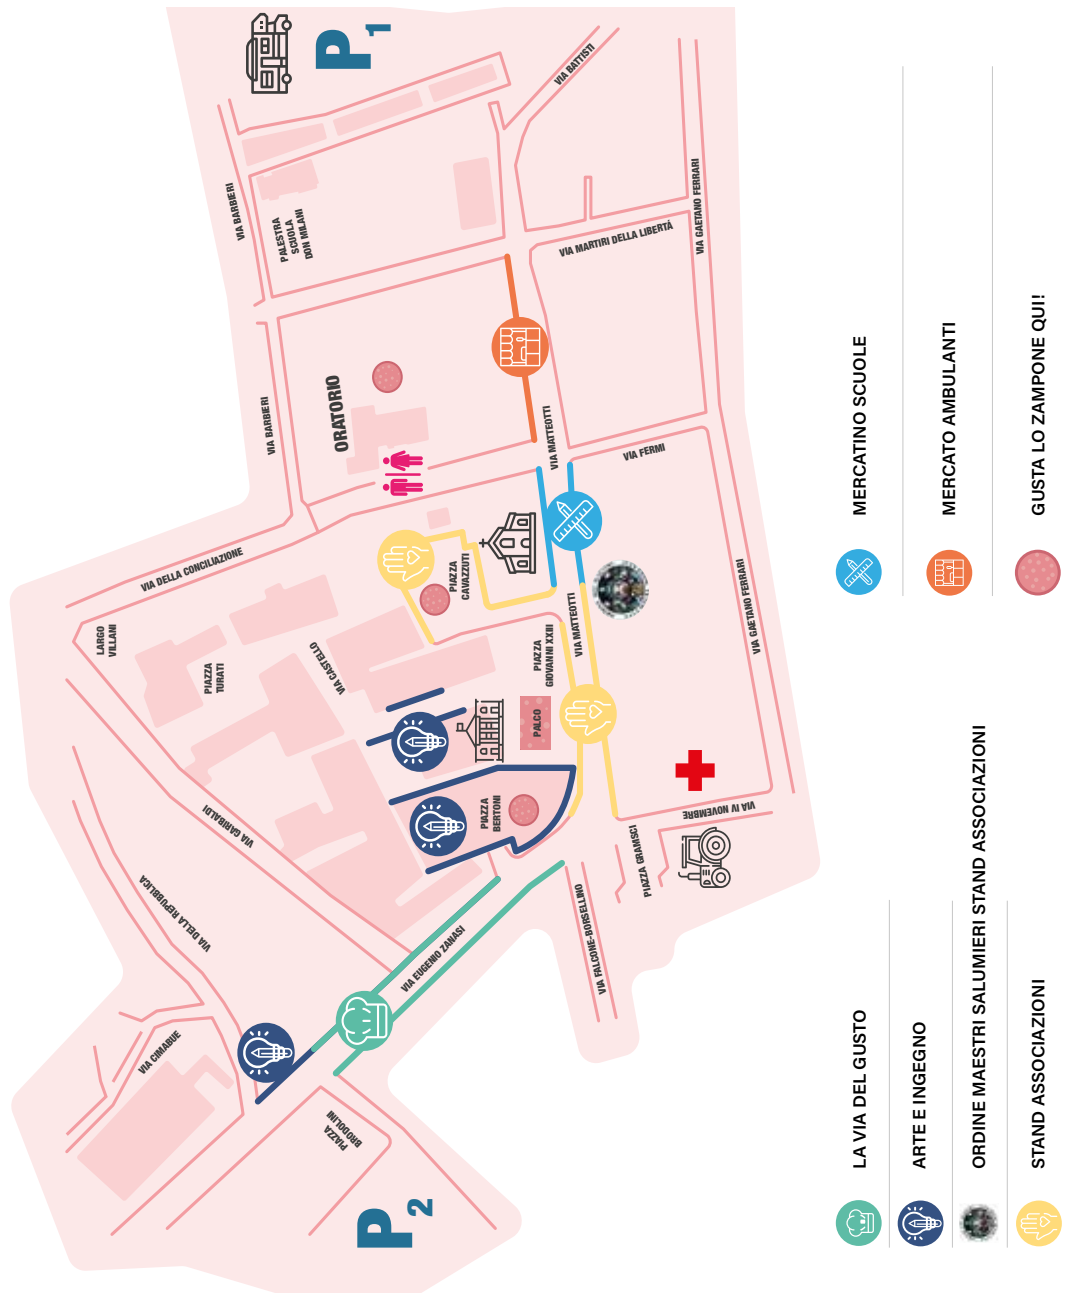 P1
VIA BATTISTI
VIA BARBIERI
PALESTRA
SCUOLA
DON MILANI
VIA GAETANO FERRARI
VIA MARTIRI DELLA LIBERTÁ
ORATORIO
VIA BARBIERI
VIA MATTEOTTI
VIA FERMI
VIA DELLA CONCILIAZIONE
PIAZZA
CAVAZZUTI
LARGO
VILLANI
PIAZZA
TURATI
VIA CASTELLO
PIAZZA
GIOVANNI XXIII
VIA MATTEOTTI
VIA GAETANO FERRARI
PALCO
PIAZZA
BERTONI
VIA GARIBALDI
VIA IV NOVEMBRE
PIAZZA GRAMSCI
VIA DELLA REPUBBLICA
VIA EUGENIO ZANASI
VIA FALCONE-BORSELLINO
VIA CIMABUE
PIAZZA
BRODOLINI
P2
LA VIA DEL GUSTO
ARTE E INGEGNO
ORDINE MAESTRI SALUMIERI STAND ASSOCIAZIONI
STAND ASSOCIAZIONI
MERCATINO SCUOLE
MERCATO AMBULANTI
GUSTA LO ZAMPONE QUI!